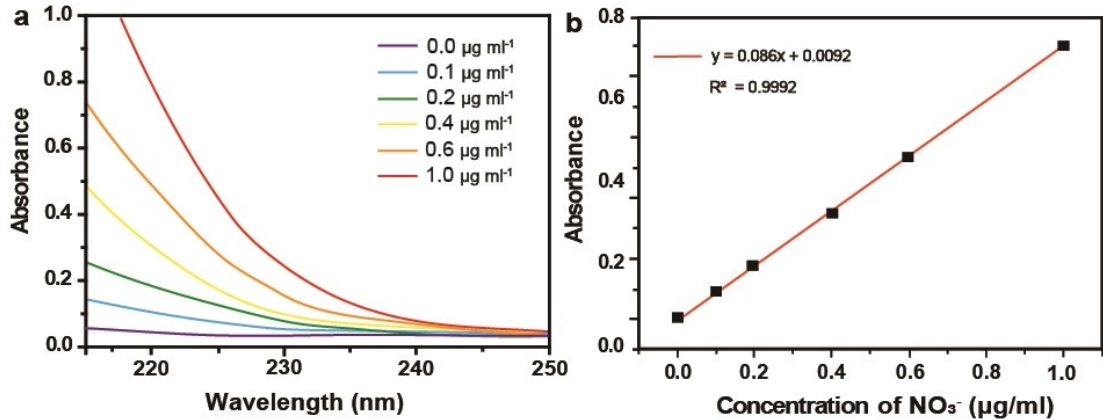 a
1.0
0.8
0.6
0.4
0.2
0.0
Absorbance
0.0 µg ml⁻¹
0.1 µg ml⁻¹
0.2 µg ml⁻¹
0.4 µg ml⁻¹
0.6 µg ml⁻¹
1.0 µg ml⁻¹
220
230
240
250
Wavelength (nm)
b
0.8
0.6
0.4
0.2
0.0
Absorbance
y = 0.086x + 0.0092
R² = 0.9992
0.0
0.2
0.4
0.6
0.8
1.0
Concentration of NO₃⁻ (µg/ml)